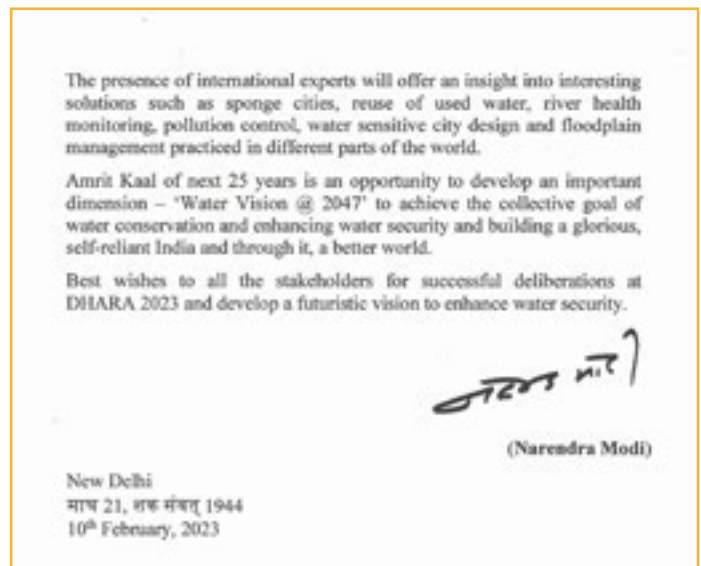 The presence of international experts will offer an insight into interesting
solutions such as sponge cities, reuse of used water, river health
monitoring, pollution control, water sensitive city design and floodplain
management practiced in different parts of the world.
Amrit Kaal of next 25 years is an opportunity to develop an important
dimension – ‘Water Vision @ 2047’ to achieve the collective goal of
water conservation and enhancing water security and building a glorious,
self-reliant India and through it, a better world.
Best wishes to all the stakeholders for successful deliberations at
DHARA 2023 and develop a futuristic vision to enhance water security.
नरेन्द्र मोदी
(Narendra Modi)
New Delhi
माघ 21, शक संवत् 1944
10th February, 2023